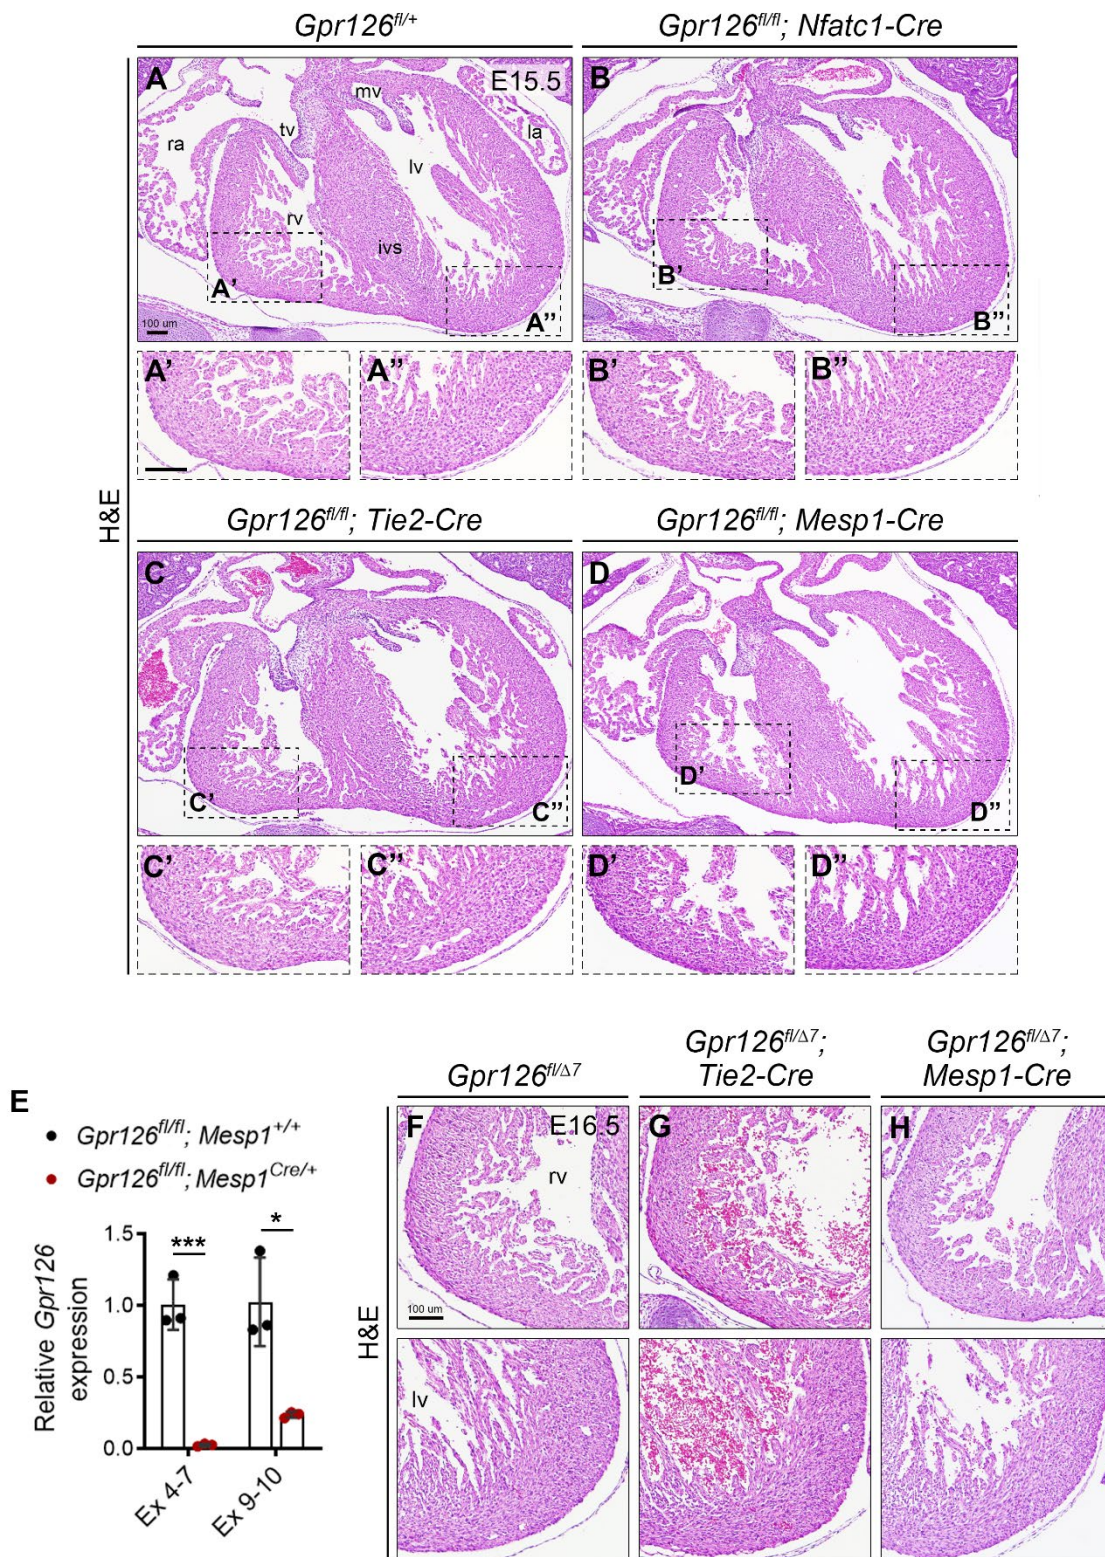 Gpr126fl/+
Gpr126fl/fl; Nfatc1-Cre
H&E
A
E15.5
mv
la
tv
ra
lv
rv
ivs
A’
A’’
100 um
B
B’
B’’
A’
A’’
B’
B’’
Gpr126fl/fl; Tie2-Cre
Gpr126fl/fl; Mesp1-Cre
C
C’
C’’
D
D’
D’’
C’
C’’
D’
D’’
E
Gpr126fl/fl; Mesp1+/+
Gpr126fl/fl; Mesp1Cre/+
Relative Gpr126
expression
1.5
1.0
0.5
0.0
***
*
Ex 4-7
Ex 9-10
Gpr126fl/Δ7
Gpr126fl/Δ7;
Tie2-Cre
Gpr126fl/Δ7;
Mesp1-Cre
H&E
F
E16.5
rv
100 um
G
H
lv